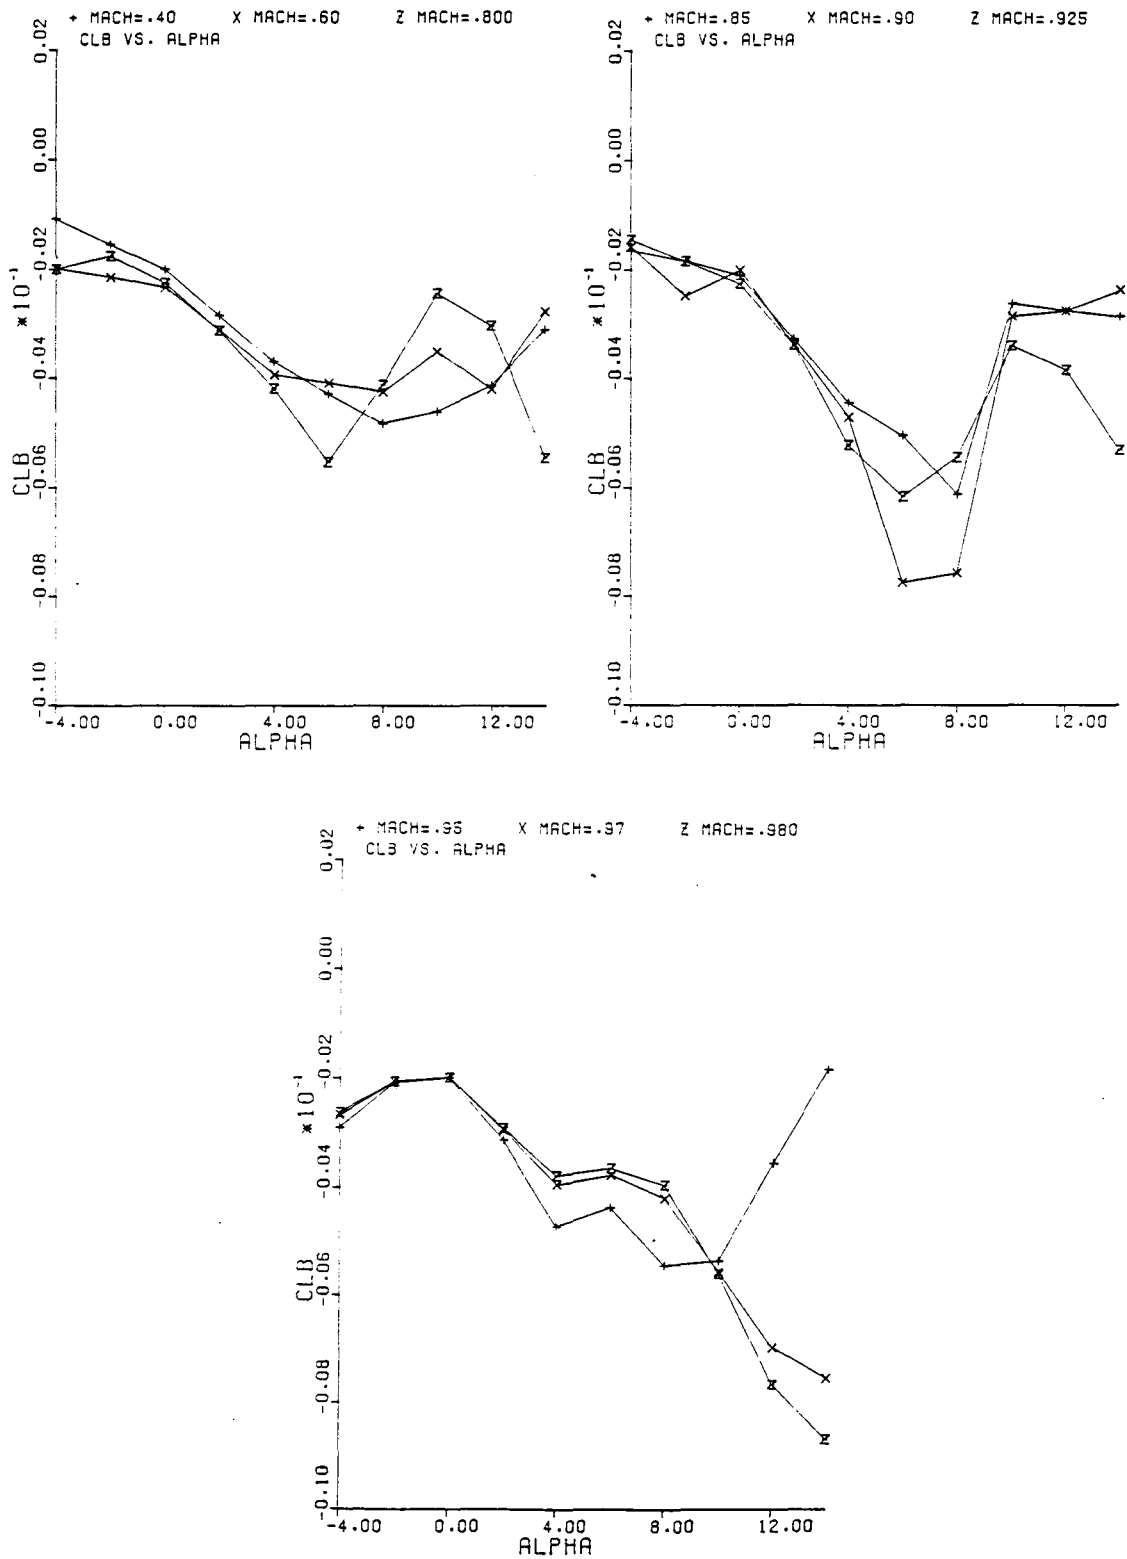 + MACH=.40 X MACH=.60 Z MACH=.800
CLB VS. ALPHA
0.02
0.00
-0.02
-0.04
-0.06
-0.08
-0.10
CLB *10⁻¹
-4.00 0.00 4.00 8.00 12.00
ALPHA
+ MACH=.85 X MACH=.90 Z MACH=.925
CLB VS. ALPHA
0.02
0.00
-0.02
-0.04
-0.06
-0.08
-0.10
CLB *10⁻¹
-4.00 0.00 4.00 8.00 12.00
ALPHA
+ MACH=.95 X MACH=.97 Z MACH=.980
CLB VS. ALPHA
0.02
0.00
-0.02
-0.04
-0.06
-0.08
-0.10
CLB *10⁻¹
-4.00 0.00 4.00 8.00 12.00
ALPHA